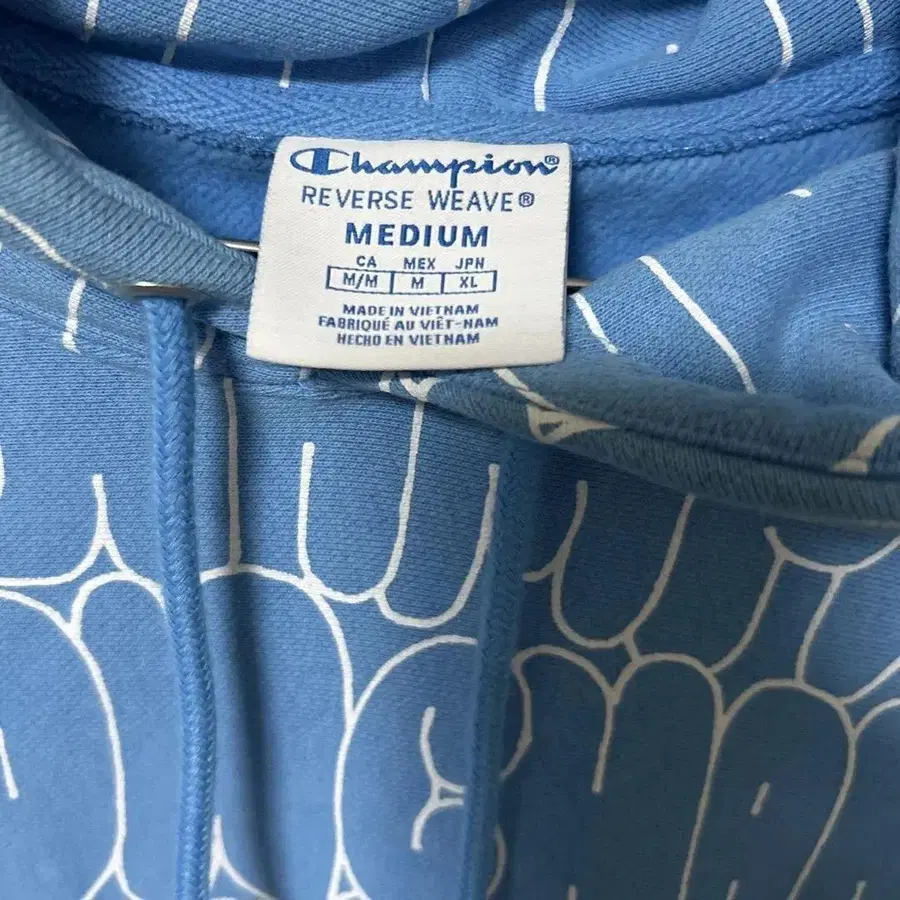 Champion®
REVERSE WEAVE®
MEDIUM
CA MEX JPN
M/M M XL
MADE IN VIETNAM
FABRIQUÉ AU VIÊT-NAM
HECHO EN VIETNAM